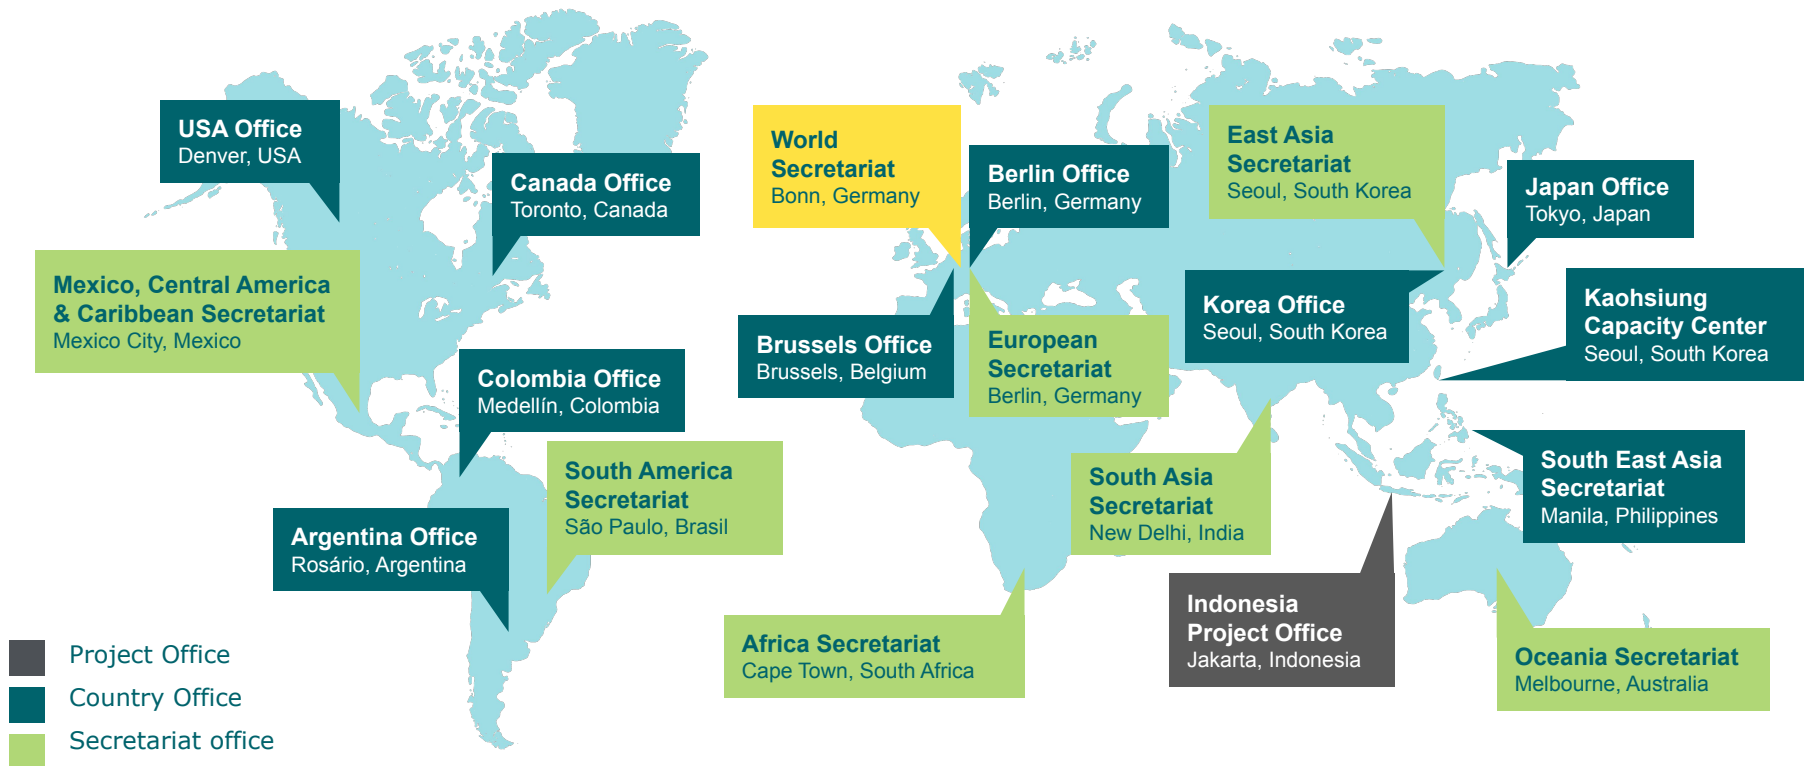 USA Office
Denver, USA
Canada Office
Toronto, Canada
Mexico, Central America
& Caribbean Secretariat
Mexico City, Mexico
Colombia Office
Medellín, Colombia
South America
Secretariat
São Paulo, Brasil
Argentina Office
Rosário, Argentina
World
Secretariat
Bonn, Germany
Berlin Office
Berlin, Germany
Brussels Office
Brussels, Belgium
European
Secretariat
Berlin, Germany
East Asia
Secretariat
Seoul, South Korea
Japan Office
Tokyo, Japan
Korea Office
Seoul, South Korea
Kaohsiung
Capacity Center
Seoul, South Korea
South Asia
Secretariat
New Delhi, India
South East Asia
Secretariat
Manila, Philippines
Africa Secretariat
Cape Town, South Africa
Indonesia
Project Office
Jakarta, Indonesia
Oceania Secretariat
Melbourne, Australia
Project Office
Country Office
Secretariat office